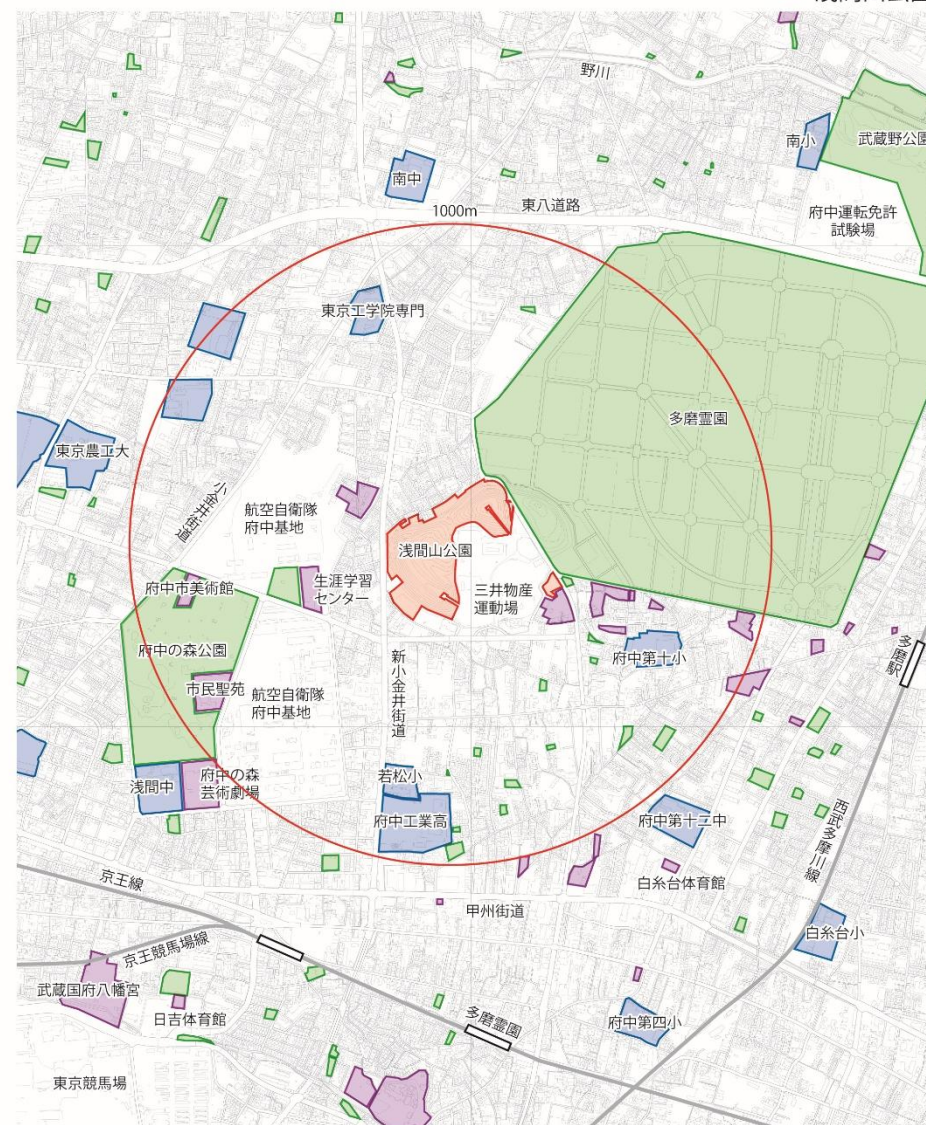 野川
南小
武蔵野公園
南中
1000m
東八道路
府中運転免許
試験場
東京工学院専門
多磨霊園
東京農工大
小金井街道
航空自衛隊
府中基地
浅間山公園
府中市美術館
生涯学習
センター
三井物産
運動場
府中の森公園
府中第十小
新小金井街道
多磨駅
市民聖苑
航空自衛隊
府中基地
若松小
浅間中
府中の森
芸術劇場
府中工業高
府中第十二中
西武多摩川線
京王線
白糸台体育館
甲州街道
白糸台小
京王競馬場線
武蔵国府八幡宮
日吉体育館
多磨霊園
府中第四小
東京競馬場